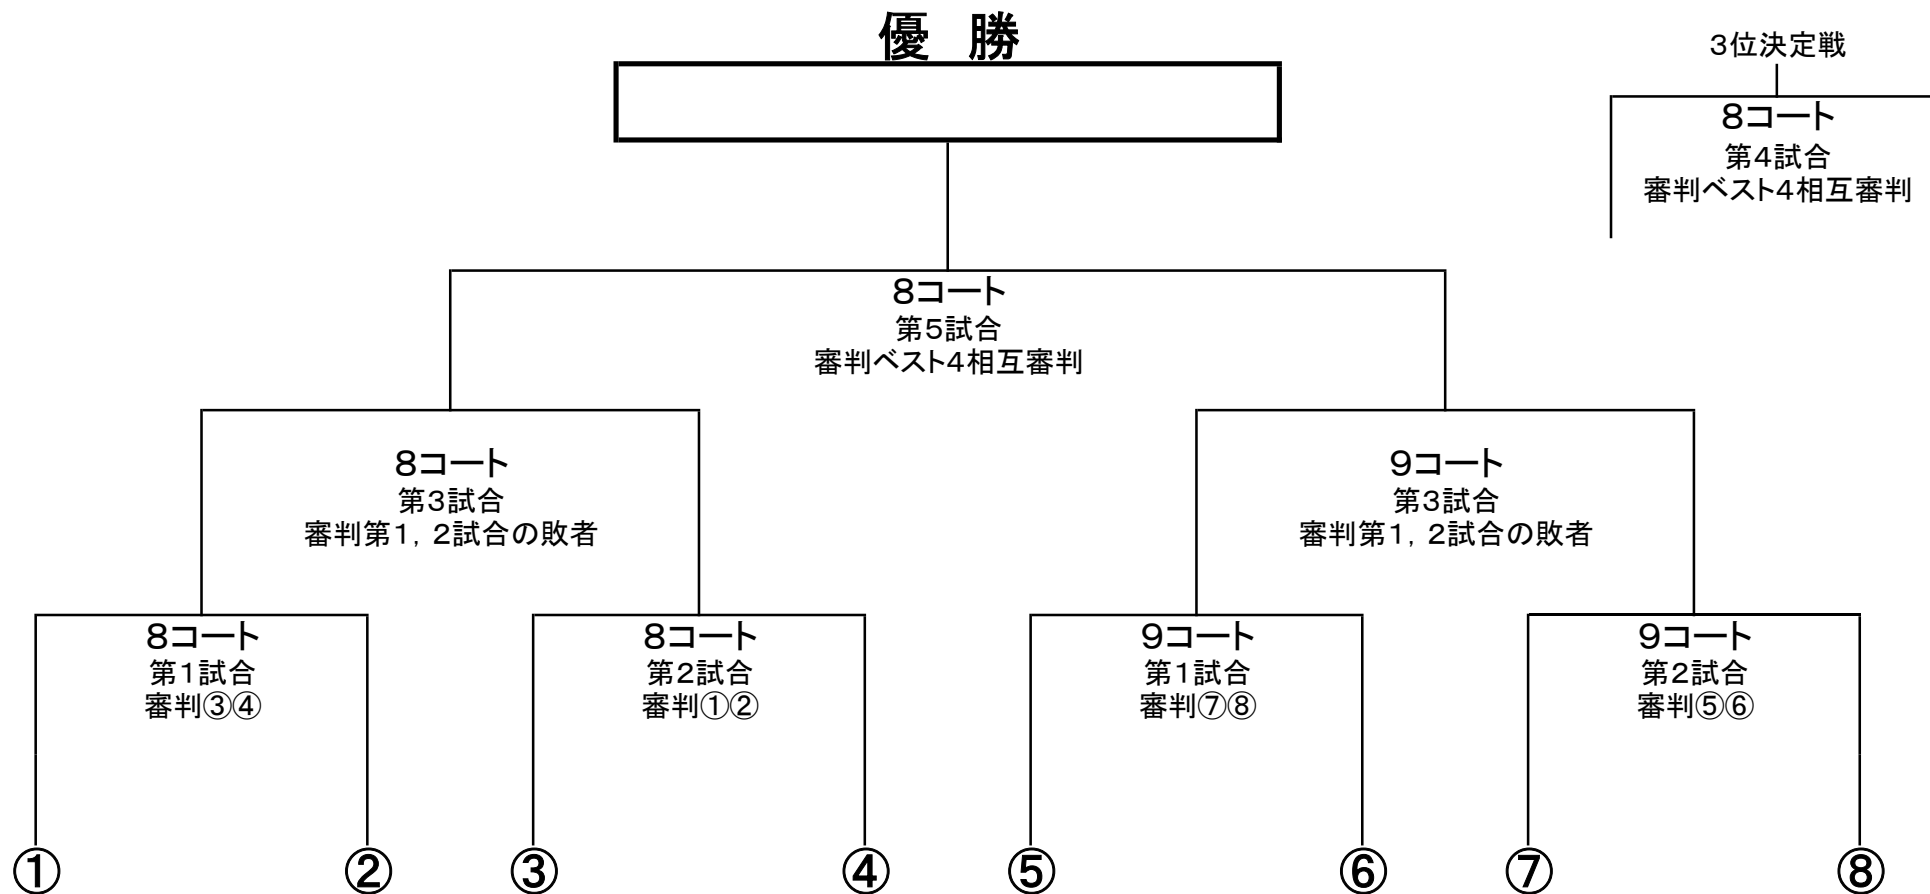 優　勝
3位決定戦
8コート
第4試合
審判ベスト4相互審判
8コート
第5試合
審判ベスト4相互審判
8コート
第3試合
審判第1，2試合の敗者
9コート
第3試合
審判第1，2試合の敗者
8コート
第1試合
審判③④
8コート
第2試合
審判①②
9コート
第1試合
審判⑦⑧
9コート
第2試合
審判⑤⑥
①
②
③
④
⑤
⑥
⑦
⑧